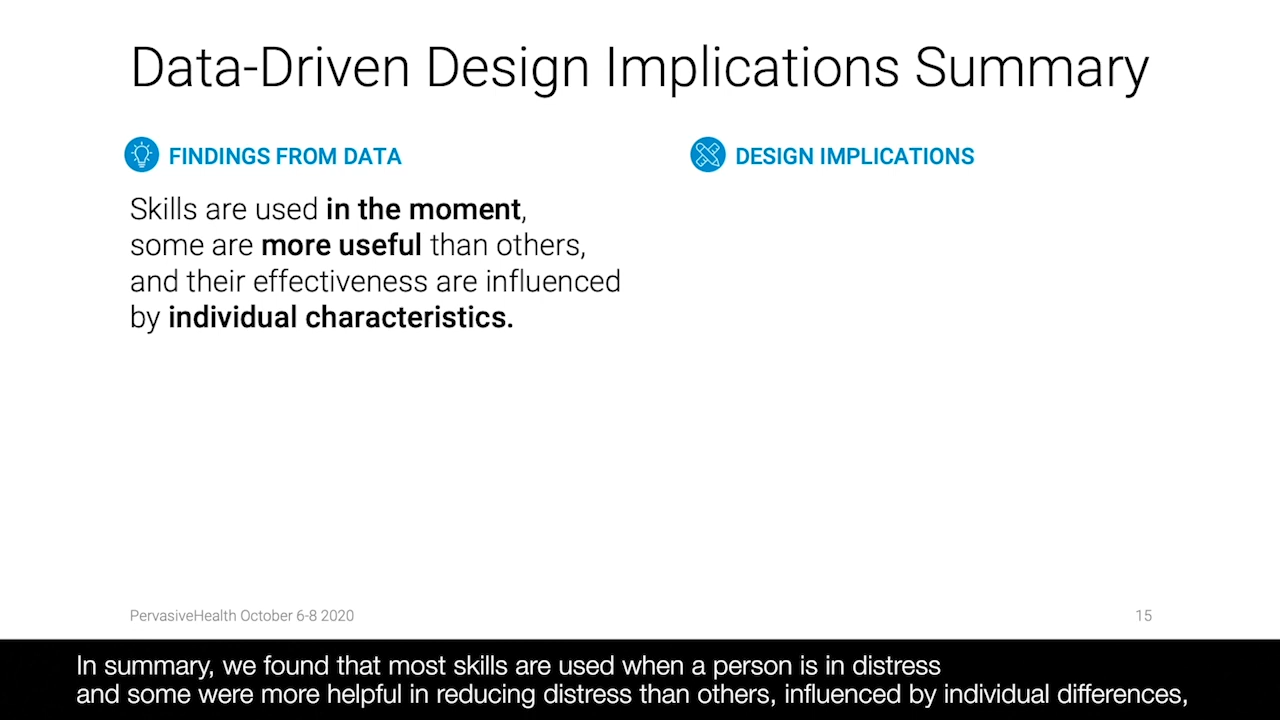 Data-Driven Design Implications Summary
FINDINGS FROM DATA
Skills are used in the moment,
some are more useful than others,
and their effectiveness are influenced
by individual characteristics.
DESIGN IMPLICATIONS
PervasiveHealth October 6-8 2020
15
In summary, we found that most skills are used when a person is in distress
and some were more helpful in reducing distress than others, influenced by individual differences,